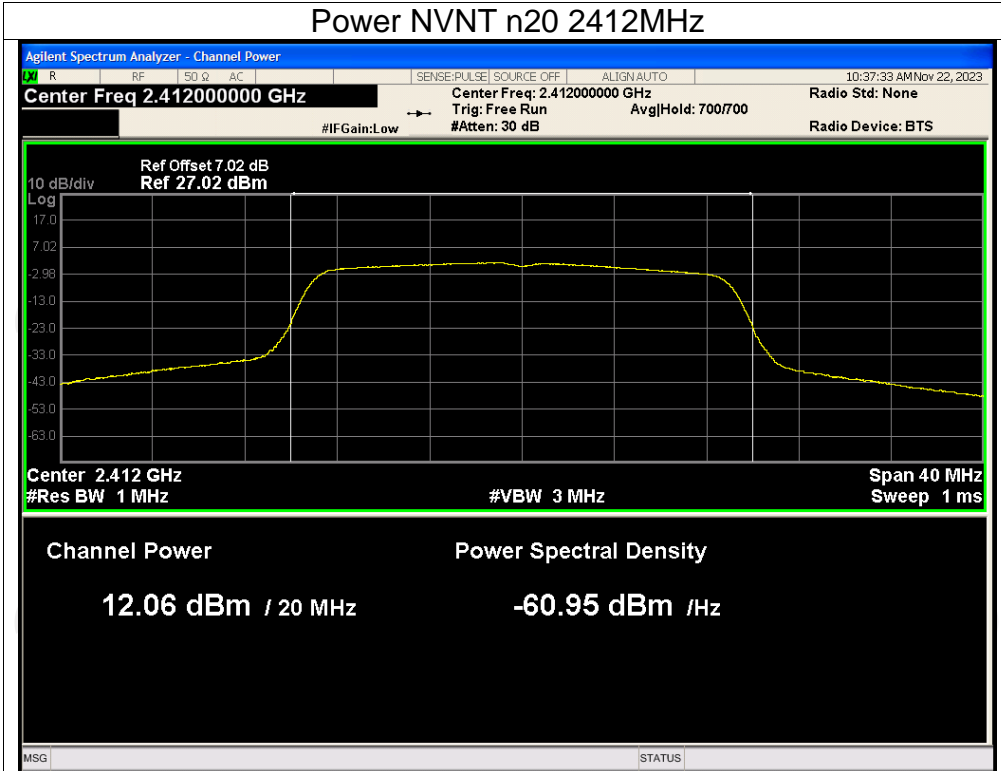 Power NVNT n20 2412MHz
Agilent Spectrum Analyzer - Channel Power
LXI R RF 50 Ω AC SENSE:PULSE SOURCE OFF ALIGN AUTO 10:37:33 AM Nov 22, 2023
Center Freq 2.412000000 GHz Center Freq: 2.412000000 GHz Radio Std: None
Trig: Free Run Avg|Hold: 700/700
#IFGain:Low #Atten: 30 dB Radio Device: BTS
Ref Offset 7.02 dB
10 dB/div Ref 27.02 dBm
Log
17.0
7.02
-2.98
-13.0
-23.0
-33.0
-43.0
-53.0
-63.0
Center 2.412 GHz Span 40 MHz
#Res BW 1 MHz #VBW 3 MHz Sweep 1 ms
Channel Power Power Spectral Density
12.06 dBm / 20 MHz -60.95 dBm /Hz
MSG STATUS